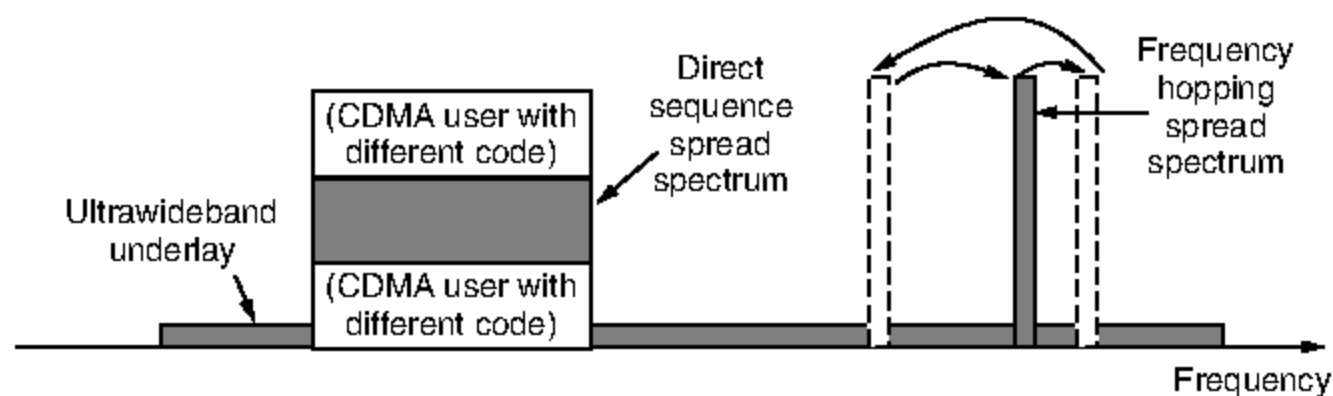 Direct
sequence
spread
spectrum
Frequency
hopping
spread
spectrum
(CDMA user with
different code)
Ultrawideband
underlay
(CDMA user with
different code)
Frequency